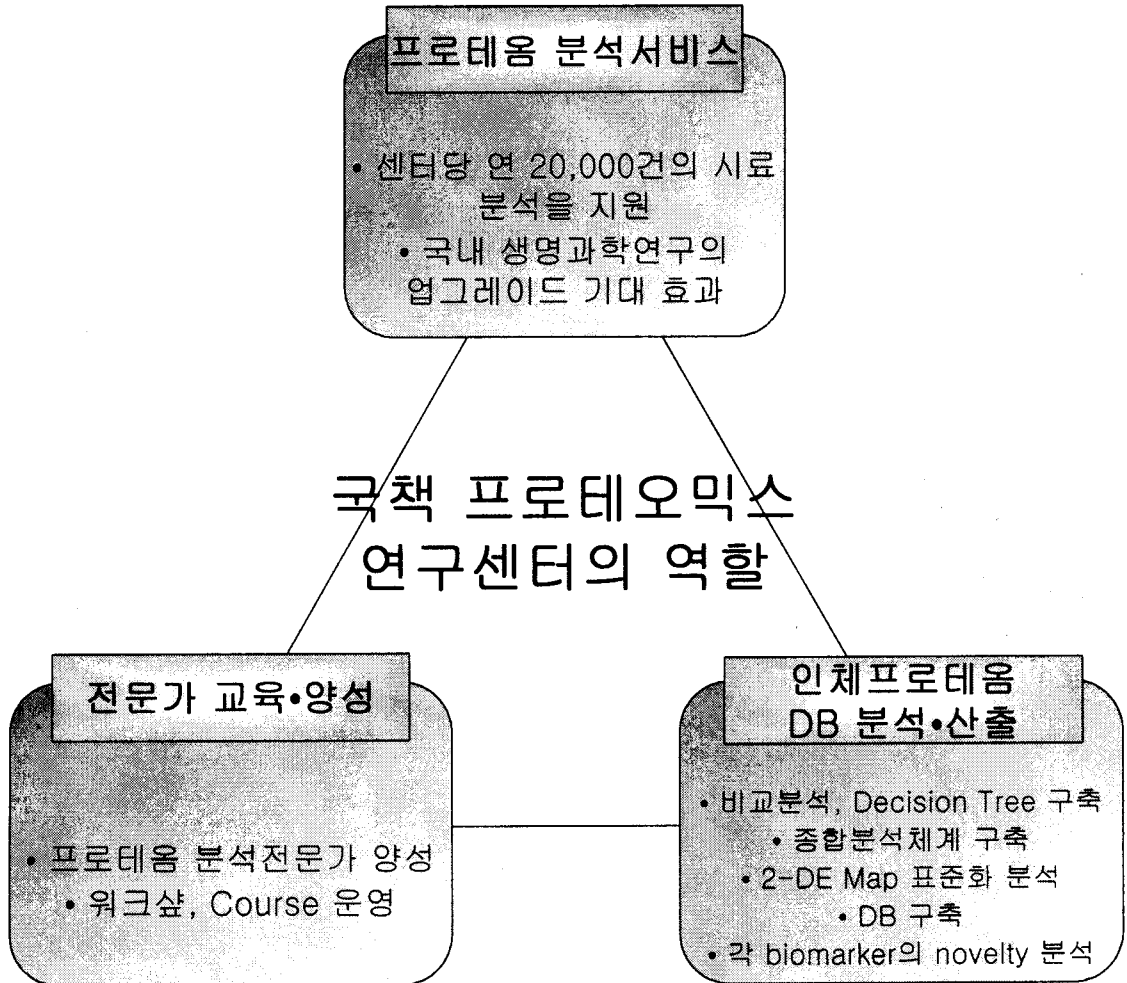 프로테옴 분석서비스
• 센터당 연 20,000건의 시료
분석을 지원
• 국내 생명과학연구의
업그레이드 기대 효과
국책 프로테오믹스
연구센터의 역할
전문가 교육•양성
• 프로테옴 분석전문가 양성
• 워크샾, Course 운영
인체프로테옴
DB 분석•산출
• 비교분석, Decision Tree 구축
• 종합분석체계 구축
• 2-DE Map 표준화 분석
• DB 구축
• 각 biomarker의 novelty 분석